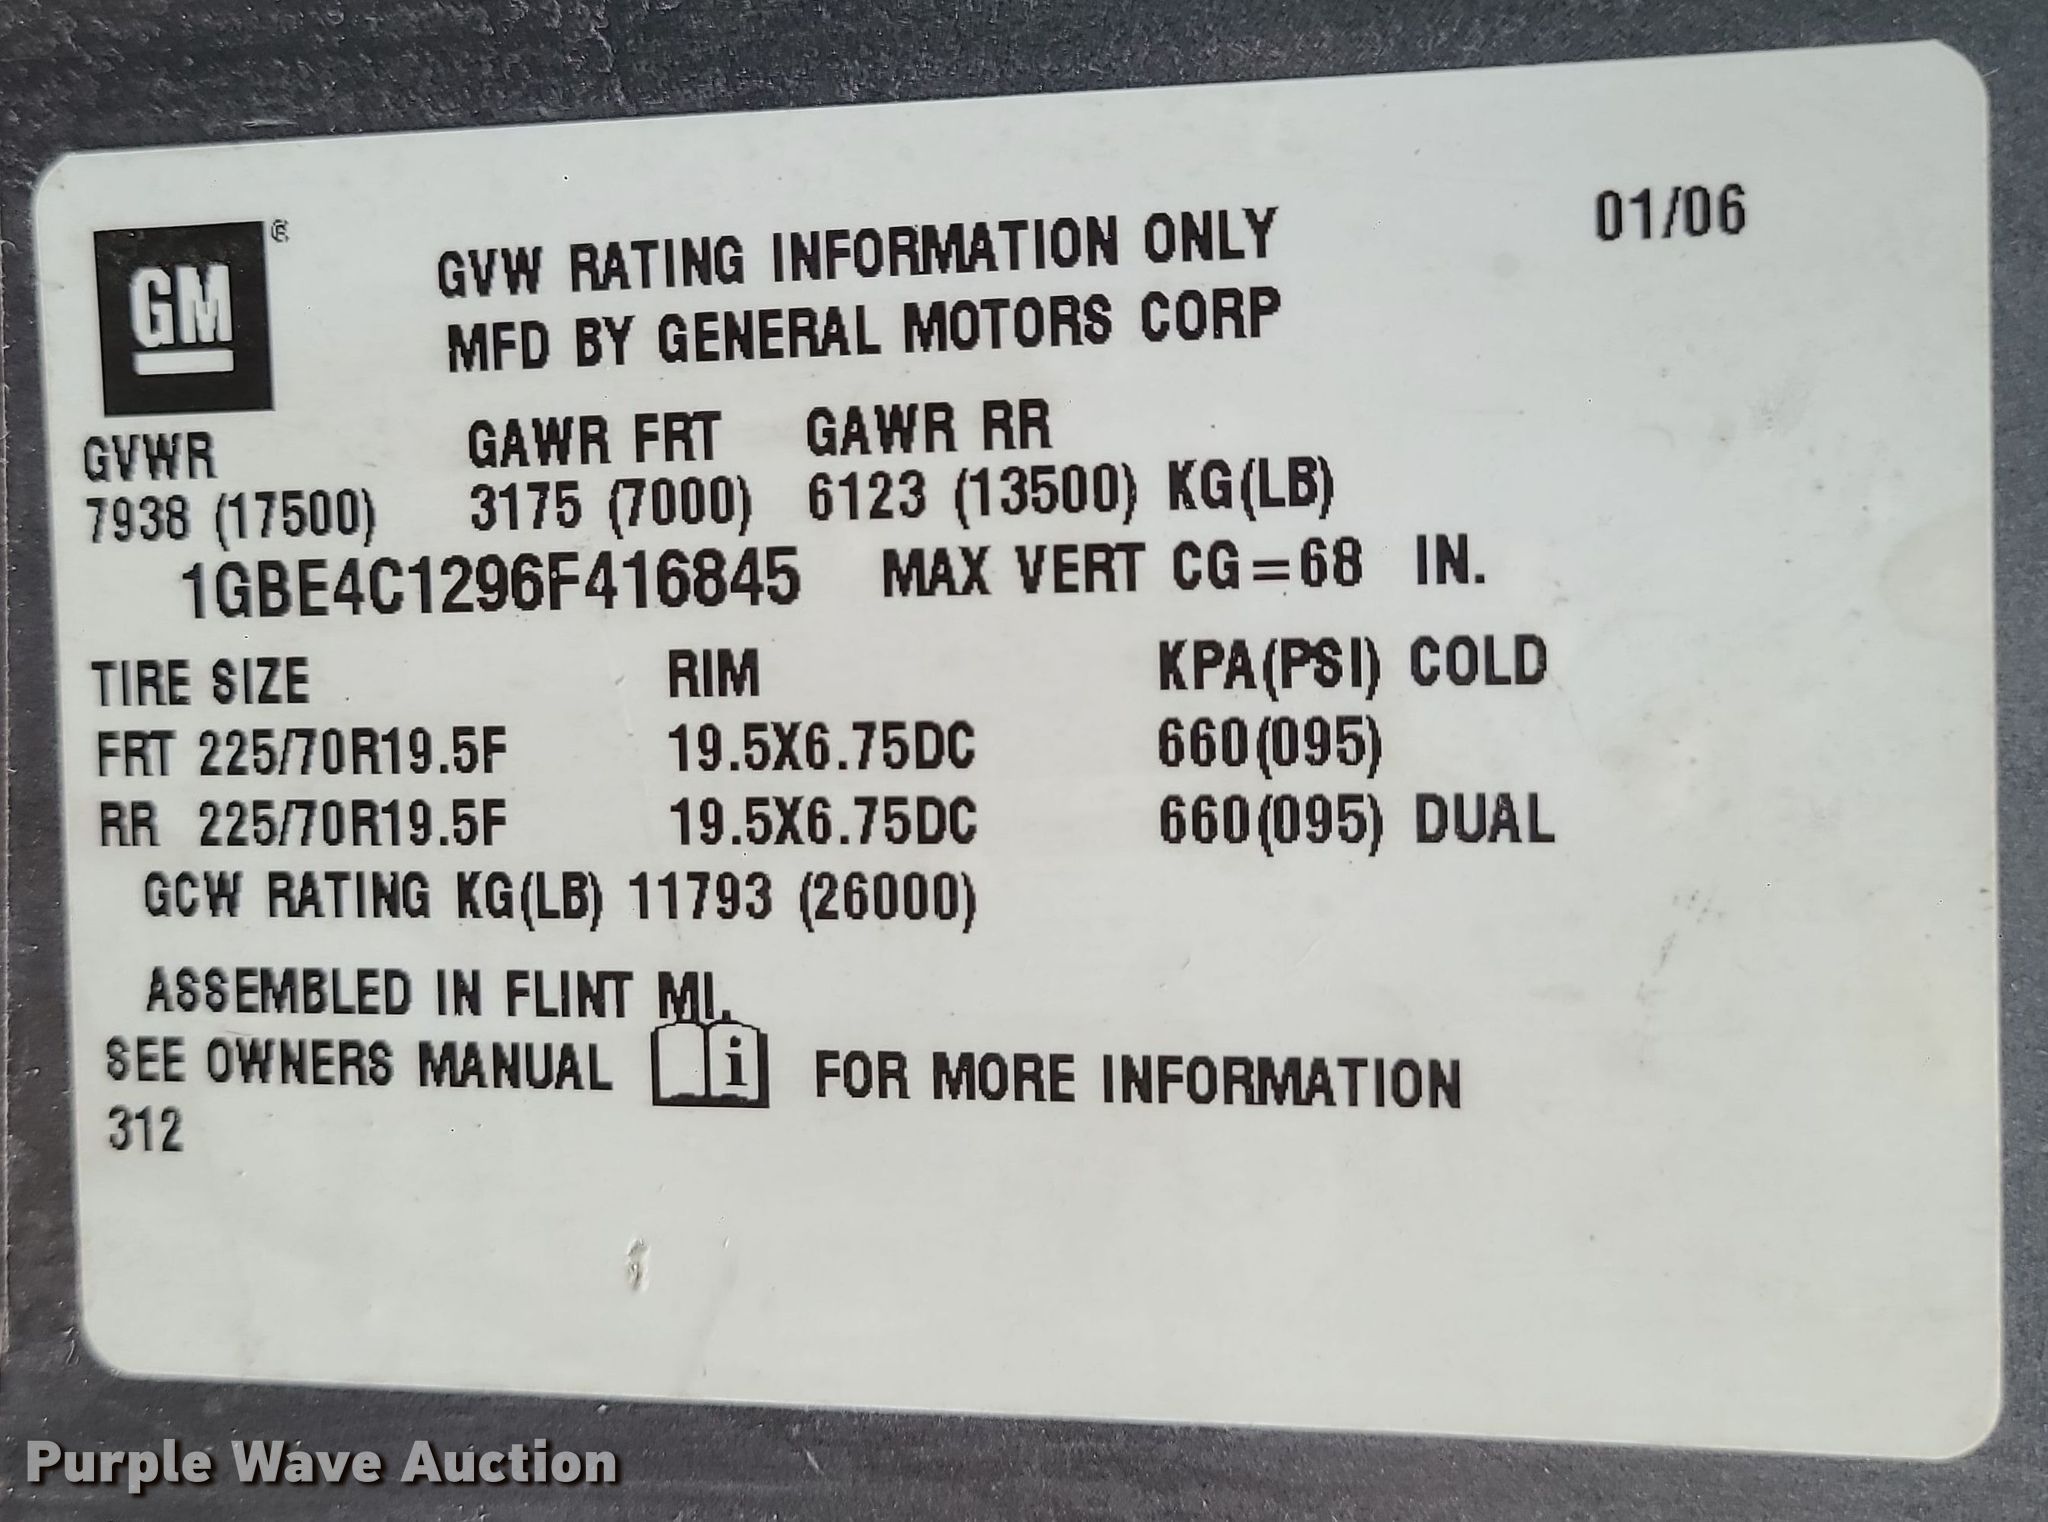 GM®
01/06
GVW RATING INFORMATION ONLY
MFD BY GENERAL MOTORS CORP
GVWR GAWR FRT GAWR RR
7938 (17500) 3175 (7000) 6123 (13500) KG(LB)
1GBE4C1296F416845 MAX VERT CG=68 IN.
TIRE SIZE RIM KPA(PSI) COLD
FRT 225/70R19.5F 19.5X6.75DC 660(095)
RR 225/70R19.5F 19.5X6.75DC 660(095) DUAL
GCW RATING KG(LB) 11793 (26000)
ASSEMBLED IN FLINT MI.
SEE OWNERS MANUAL i FOR MORE INFORMATION
312
Purple Wave Auction